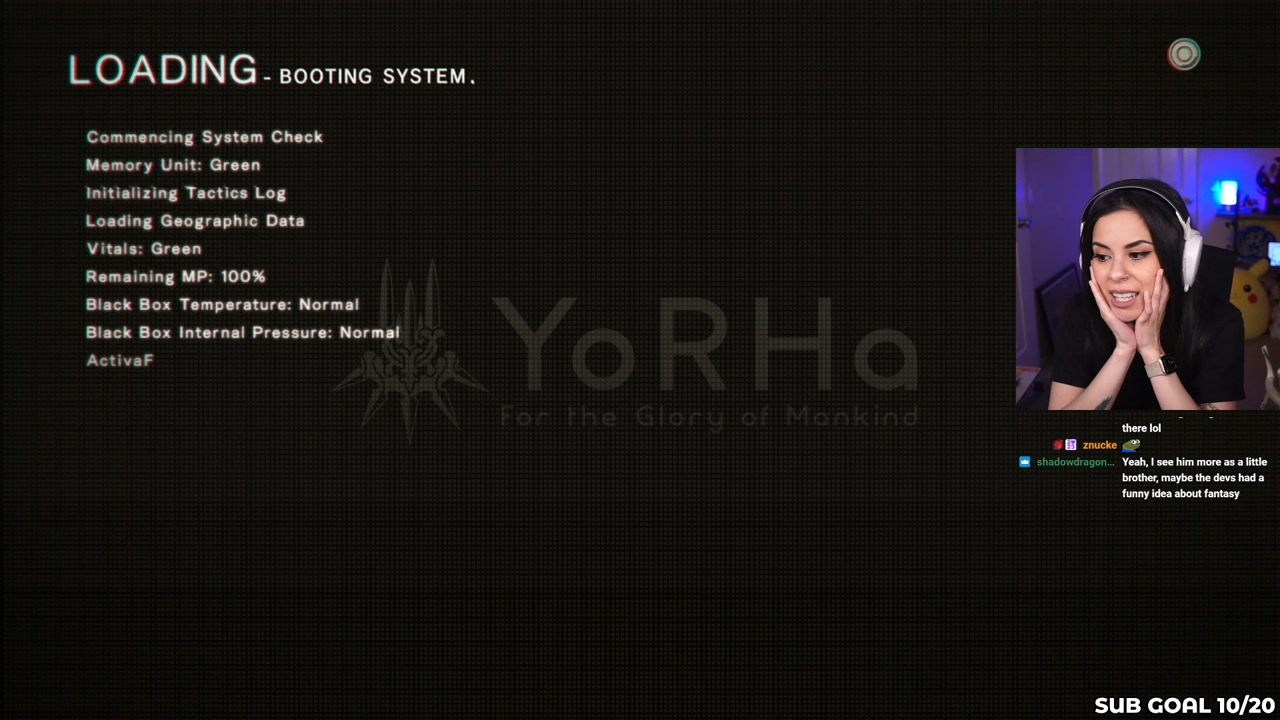 LOADING - BOOTING SYSTEM.
Commencing System Check
Memory Unit: Green
Initializing Tactics Log
Loading Geographic Data
Vitals: Green
Remaining MP: 100%
Black Box Temperature: Normal
Black Box Internal Pressure: Normal
ActivaF
YoRHa
For the Glory of Mankind
there lol
znucke
shadowdragon... Yeah, I see him more as a little
brother, maybe the devs had a
funny idea about fantasy
SUB GOAL 10/20